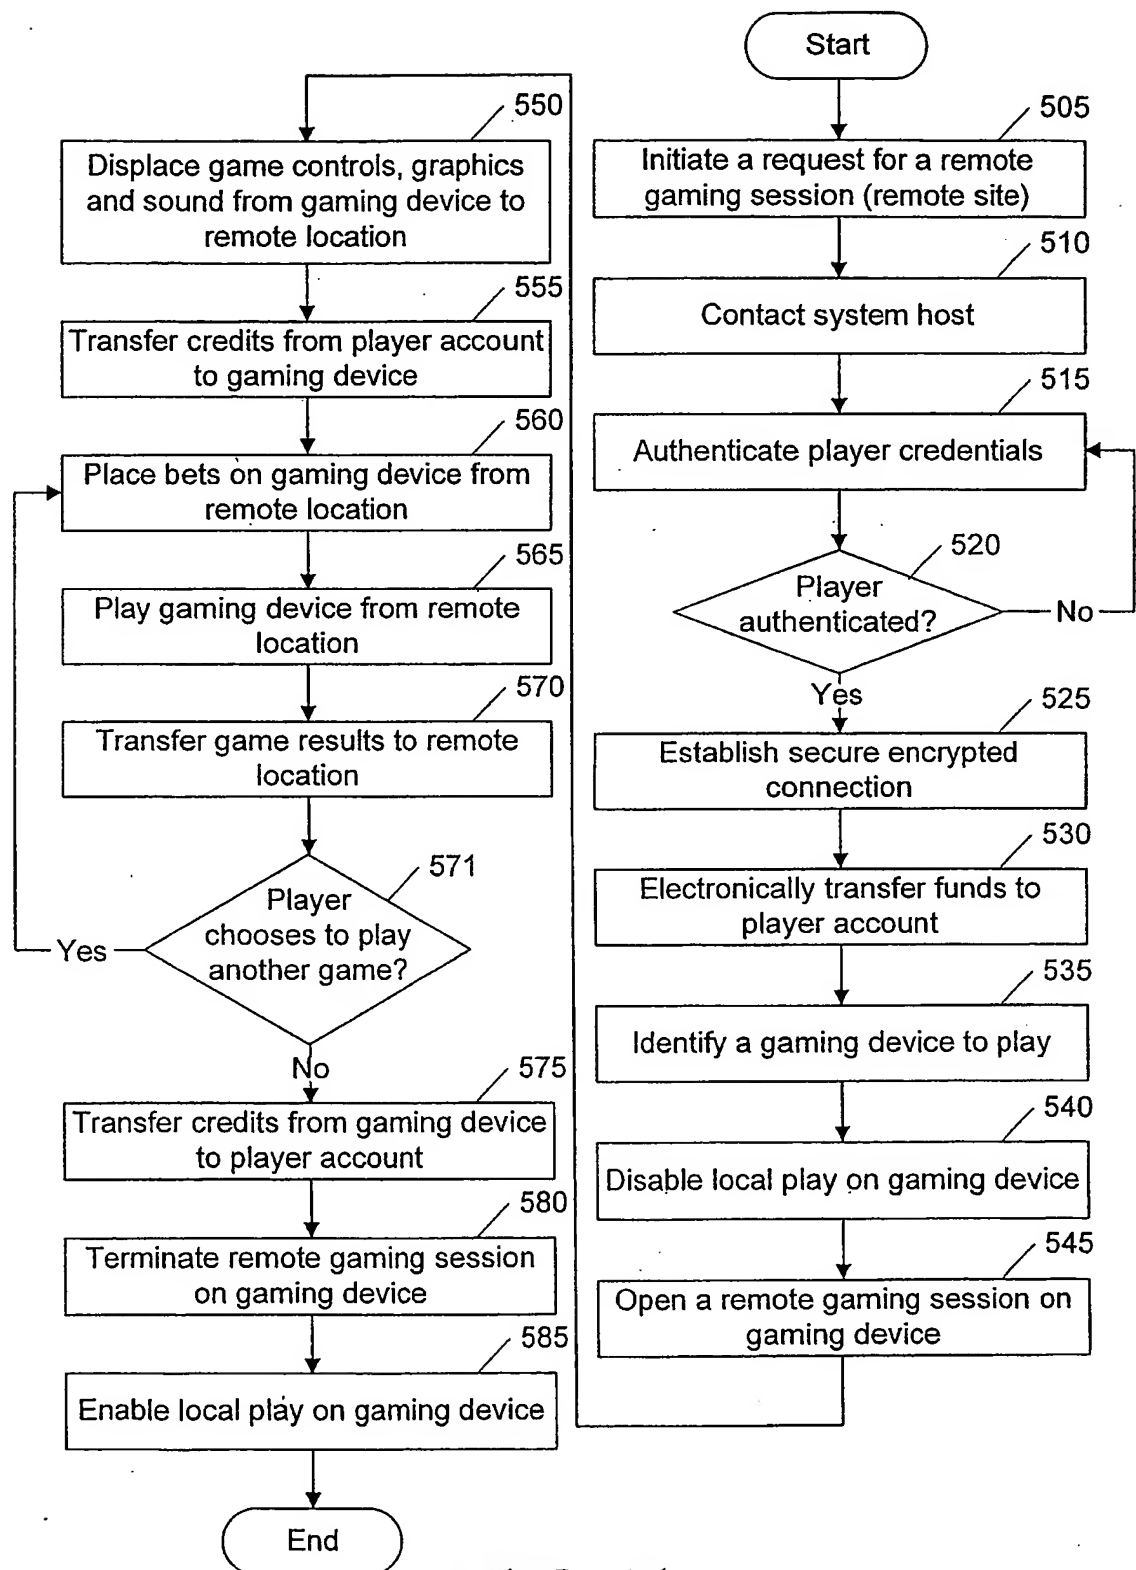 Start
505
Initiate a request for a remote
gaming session (remote site)
510
Contact system host
515
Authenticate player credentials
520
Player
authenticated?
No
Yes
525
Establish secure encrypted
connection
530
Electronically transfer funds to
player account
535
Identify a gaming device to play
540
Disable local play on gaming device
545
Open a remote gaming session on
gaming device
550
Displace game controls, graphics
and sound from gaming device to
remote location
555
Transfer credits from player account
to gaming device
560
Place bets on gaming device from
remote location
565
Play gaming device from remote
location
570
Transfer game results to remote
location
571
Player
chooses to play
another game?
Yes
No
575
Transfer credits from gaming device
to player account
580
Terminate remote gaming session
on gaming device
585
Enable local play on gaming device
End